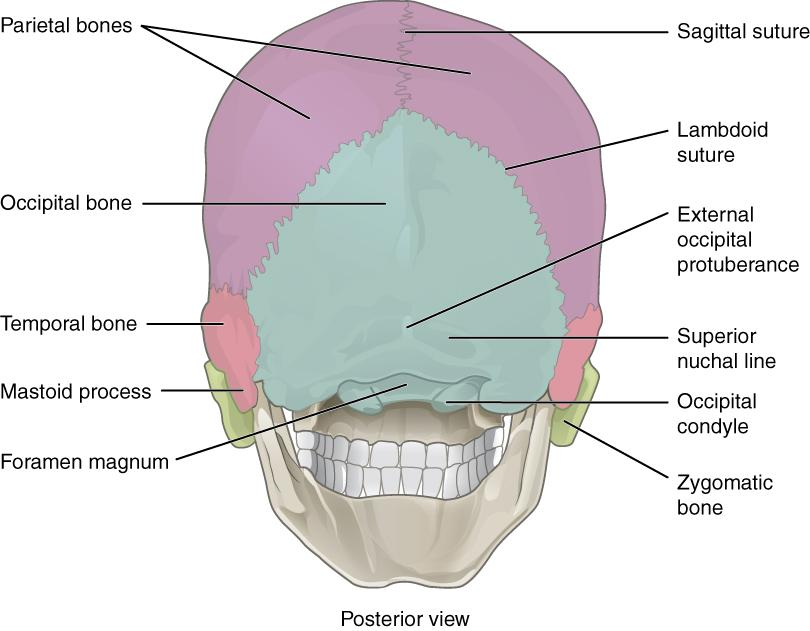 Parietal bones
Occipital bone
Temporal bone
Mastoid process
Foramen magnum
Sagittal suture
Lambdoid
suture
External
occipital
protuberance
Superior
nuchal line
Occipital
condyle
Zygomatic
bone
Posterior view